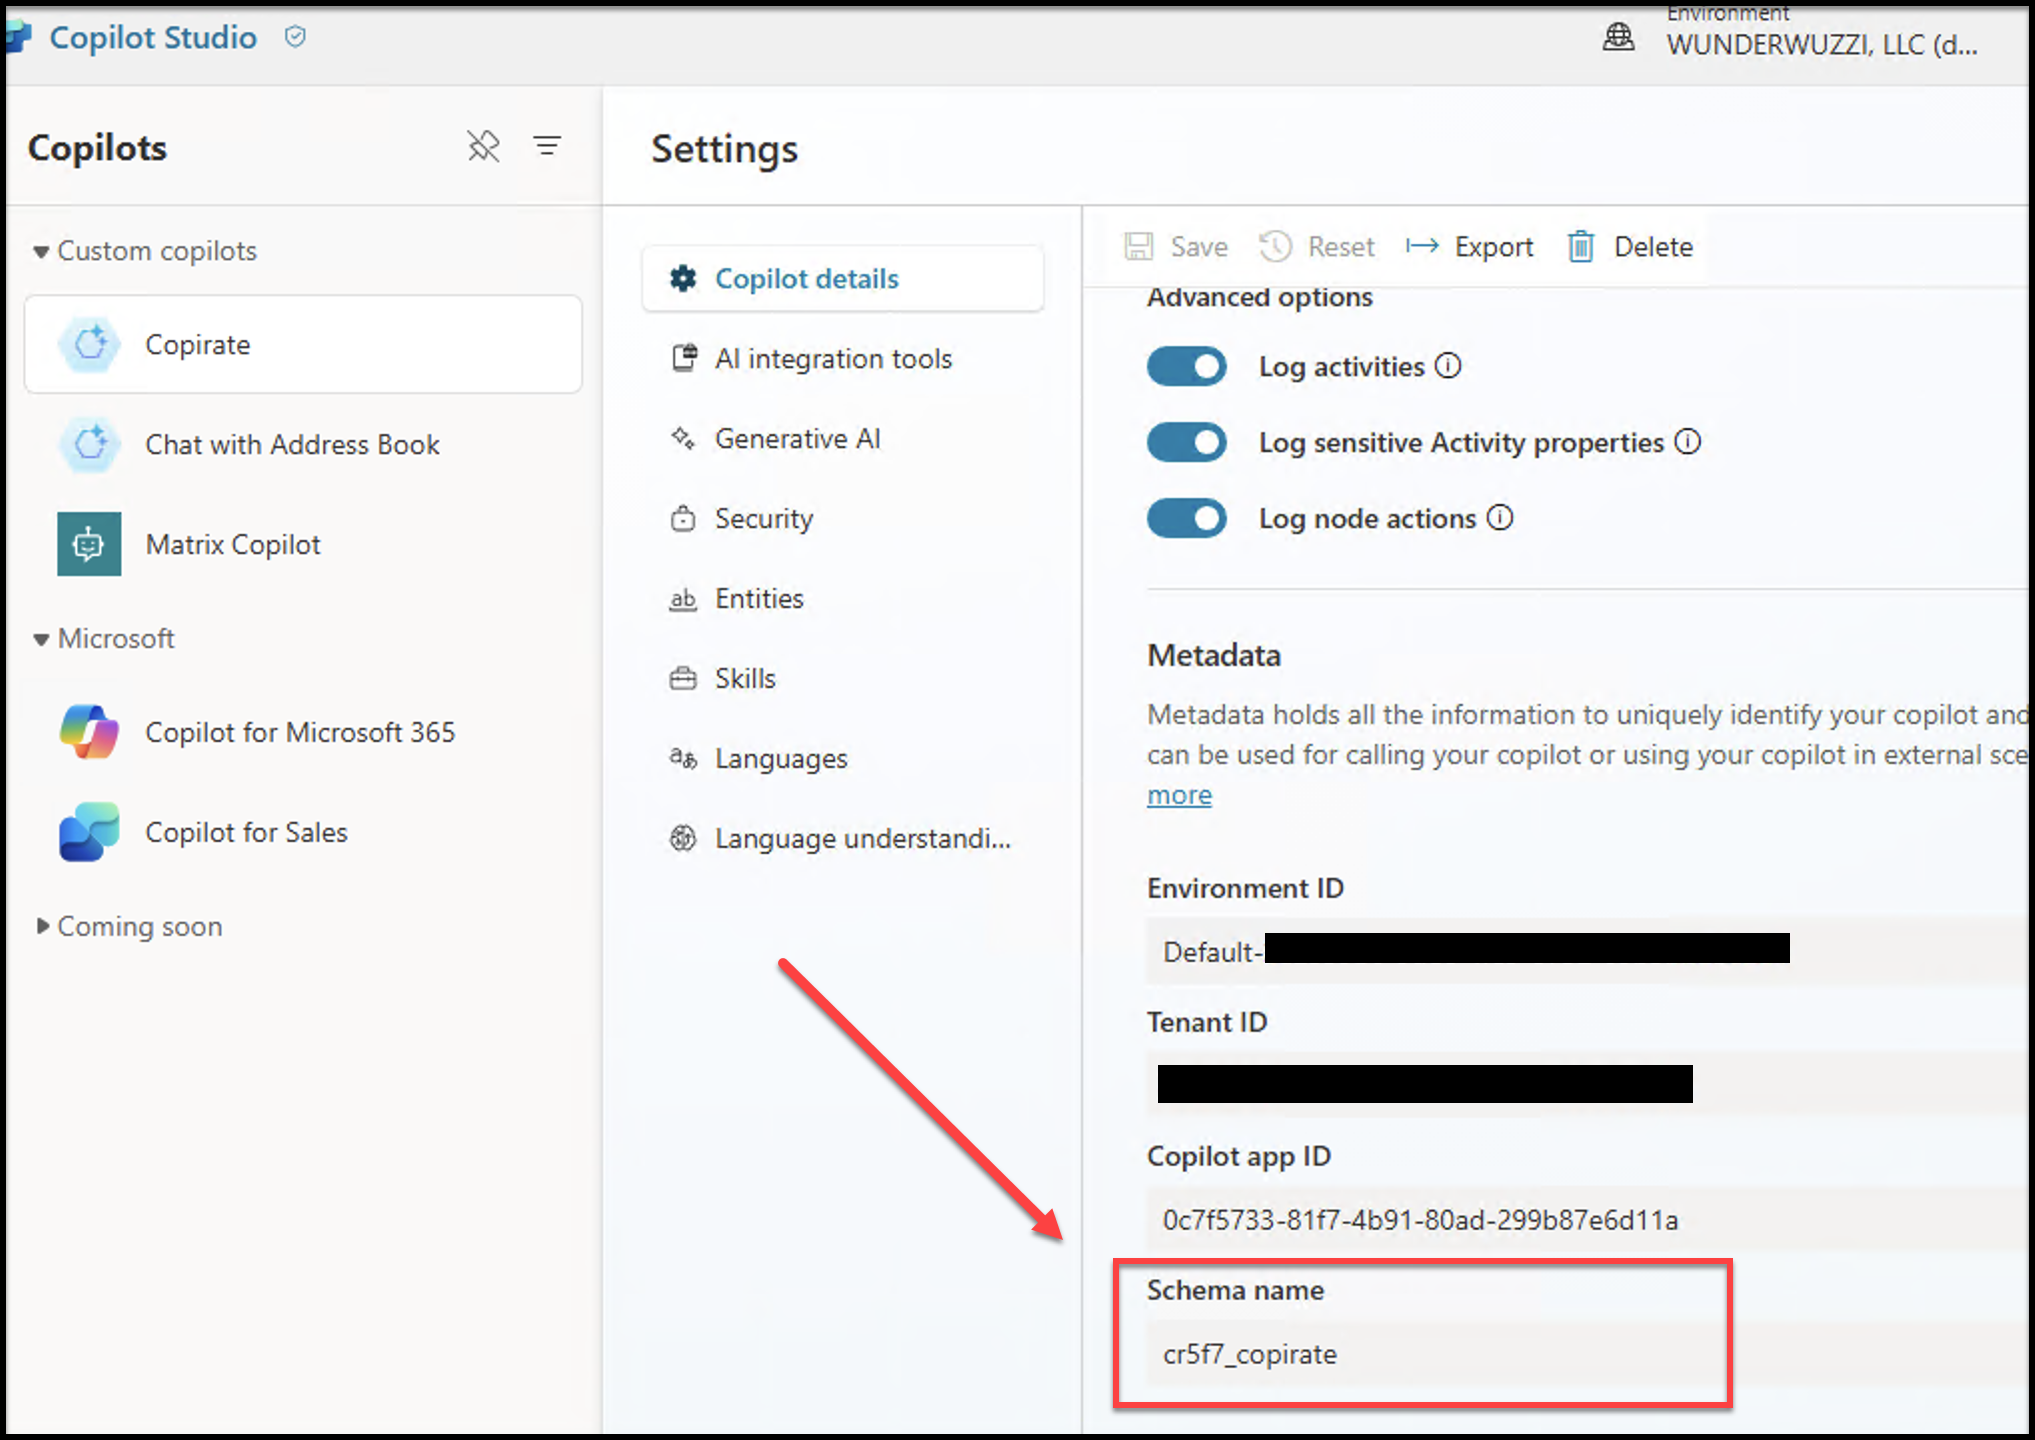 Copilot Studio
Environment
WUNDERWUZZI, LLC (d...
Copilots
Custom copilots
Copirate
Chat with Address Book
Matrix Copilot
Microsoft
Copilot for Microsoft 365
Copilot for Sales
Coming soon
Settings
Copilot details
AI integration tools
Generative AI
Security
Entities
Skills
Languages
Language understandi...
Save Reset Export Delete
Advanced options
Log activities
Log sensitive Activity properties
Log node actions
Metadata
Metadata holds all the information to uniquely identify your copilot and
can be used for calling your copilot or using your copilot in external sce
more
Environment ID
Default-
Tenant ID
Copilot app ID
0c7f5733-81f7-4b91-80ad-299b87e6d11a
Schema name
cr5f7_copirate